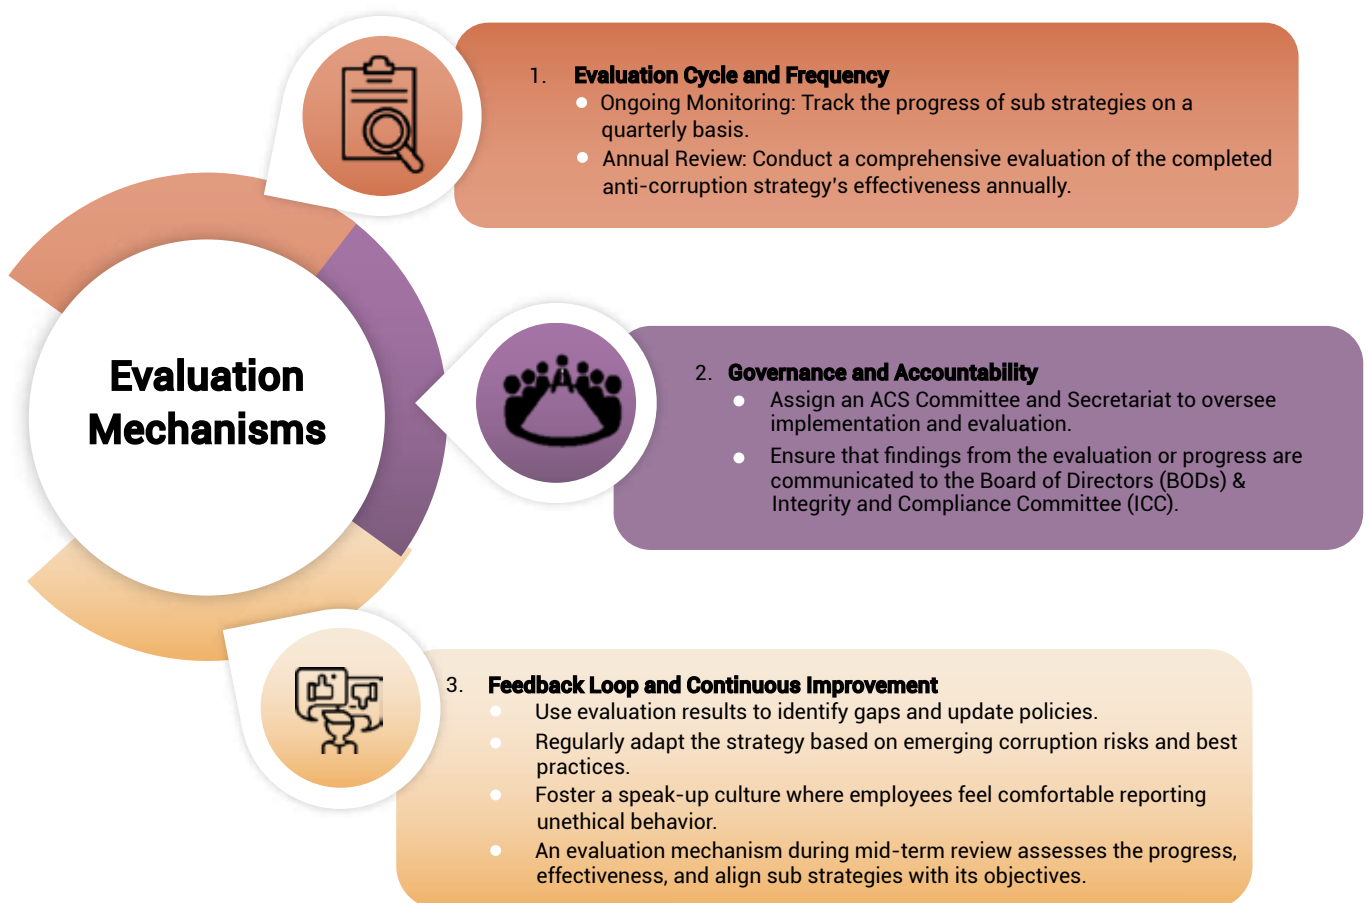 Evaluation
Mechanisms
1. Evaluation Cycle and Frequency
Ongoing Monitoring: Track the progress of sub strategies on a
quarterly basis.
Annual Review: Conduct a comprehensive evaluation of the completed
anti-corruption strategy's effectiveness annually.
2. Governance and Accountability
Assign an ACS Committee and Secretariat to oversee
implementation and evaluation.
Ensure that findings from the evaluation or progress are
communicated to the Board of Directors (BODs) &
Integrity and Compliance Committee (ICC).
3. Feedback Loop and Continuous Improvement
Use evaluation results to identify gaps and update policies.
Regularly adapt the strategy based on emerging corruption risks and best
practices.
Foster a speak-up culture where employees feel comfortable reporting
unethical behavior.
An evaluation mechanism during mid-term review assesses the progress,
effectiveness, and align sub strategies with its objectives.